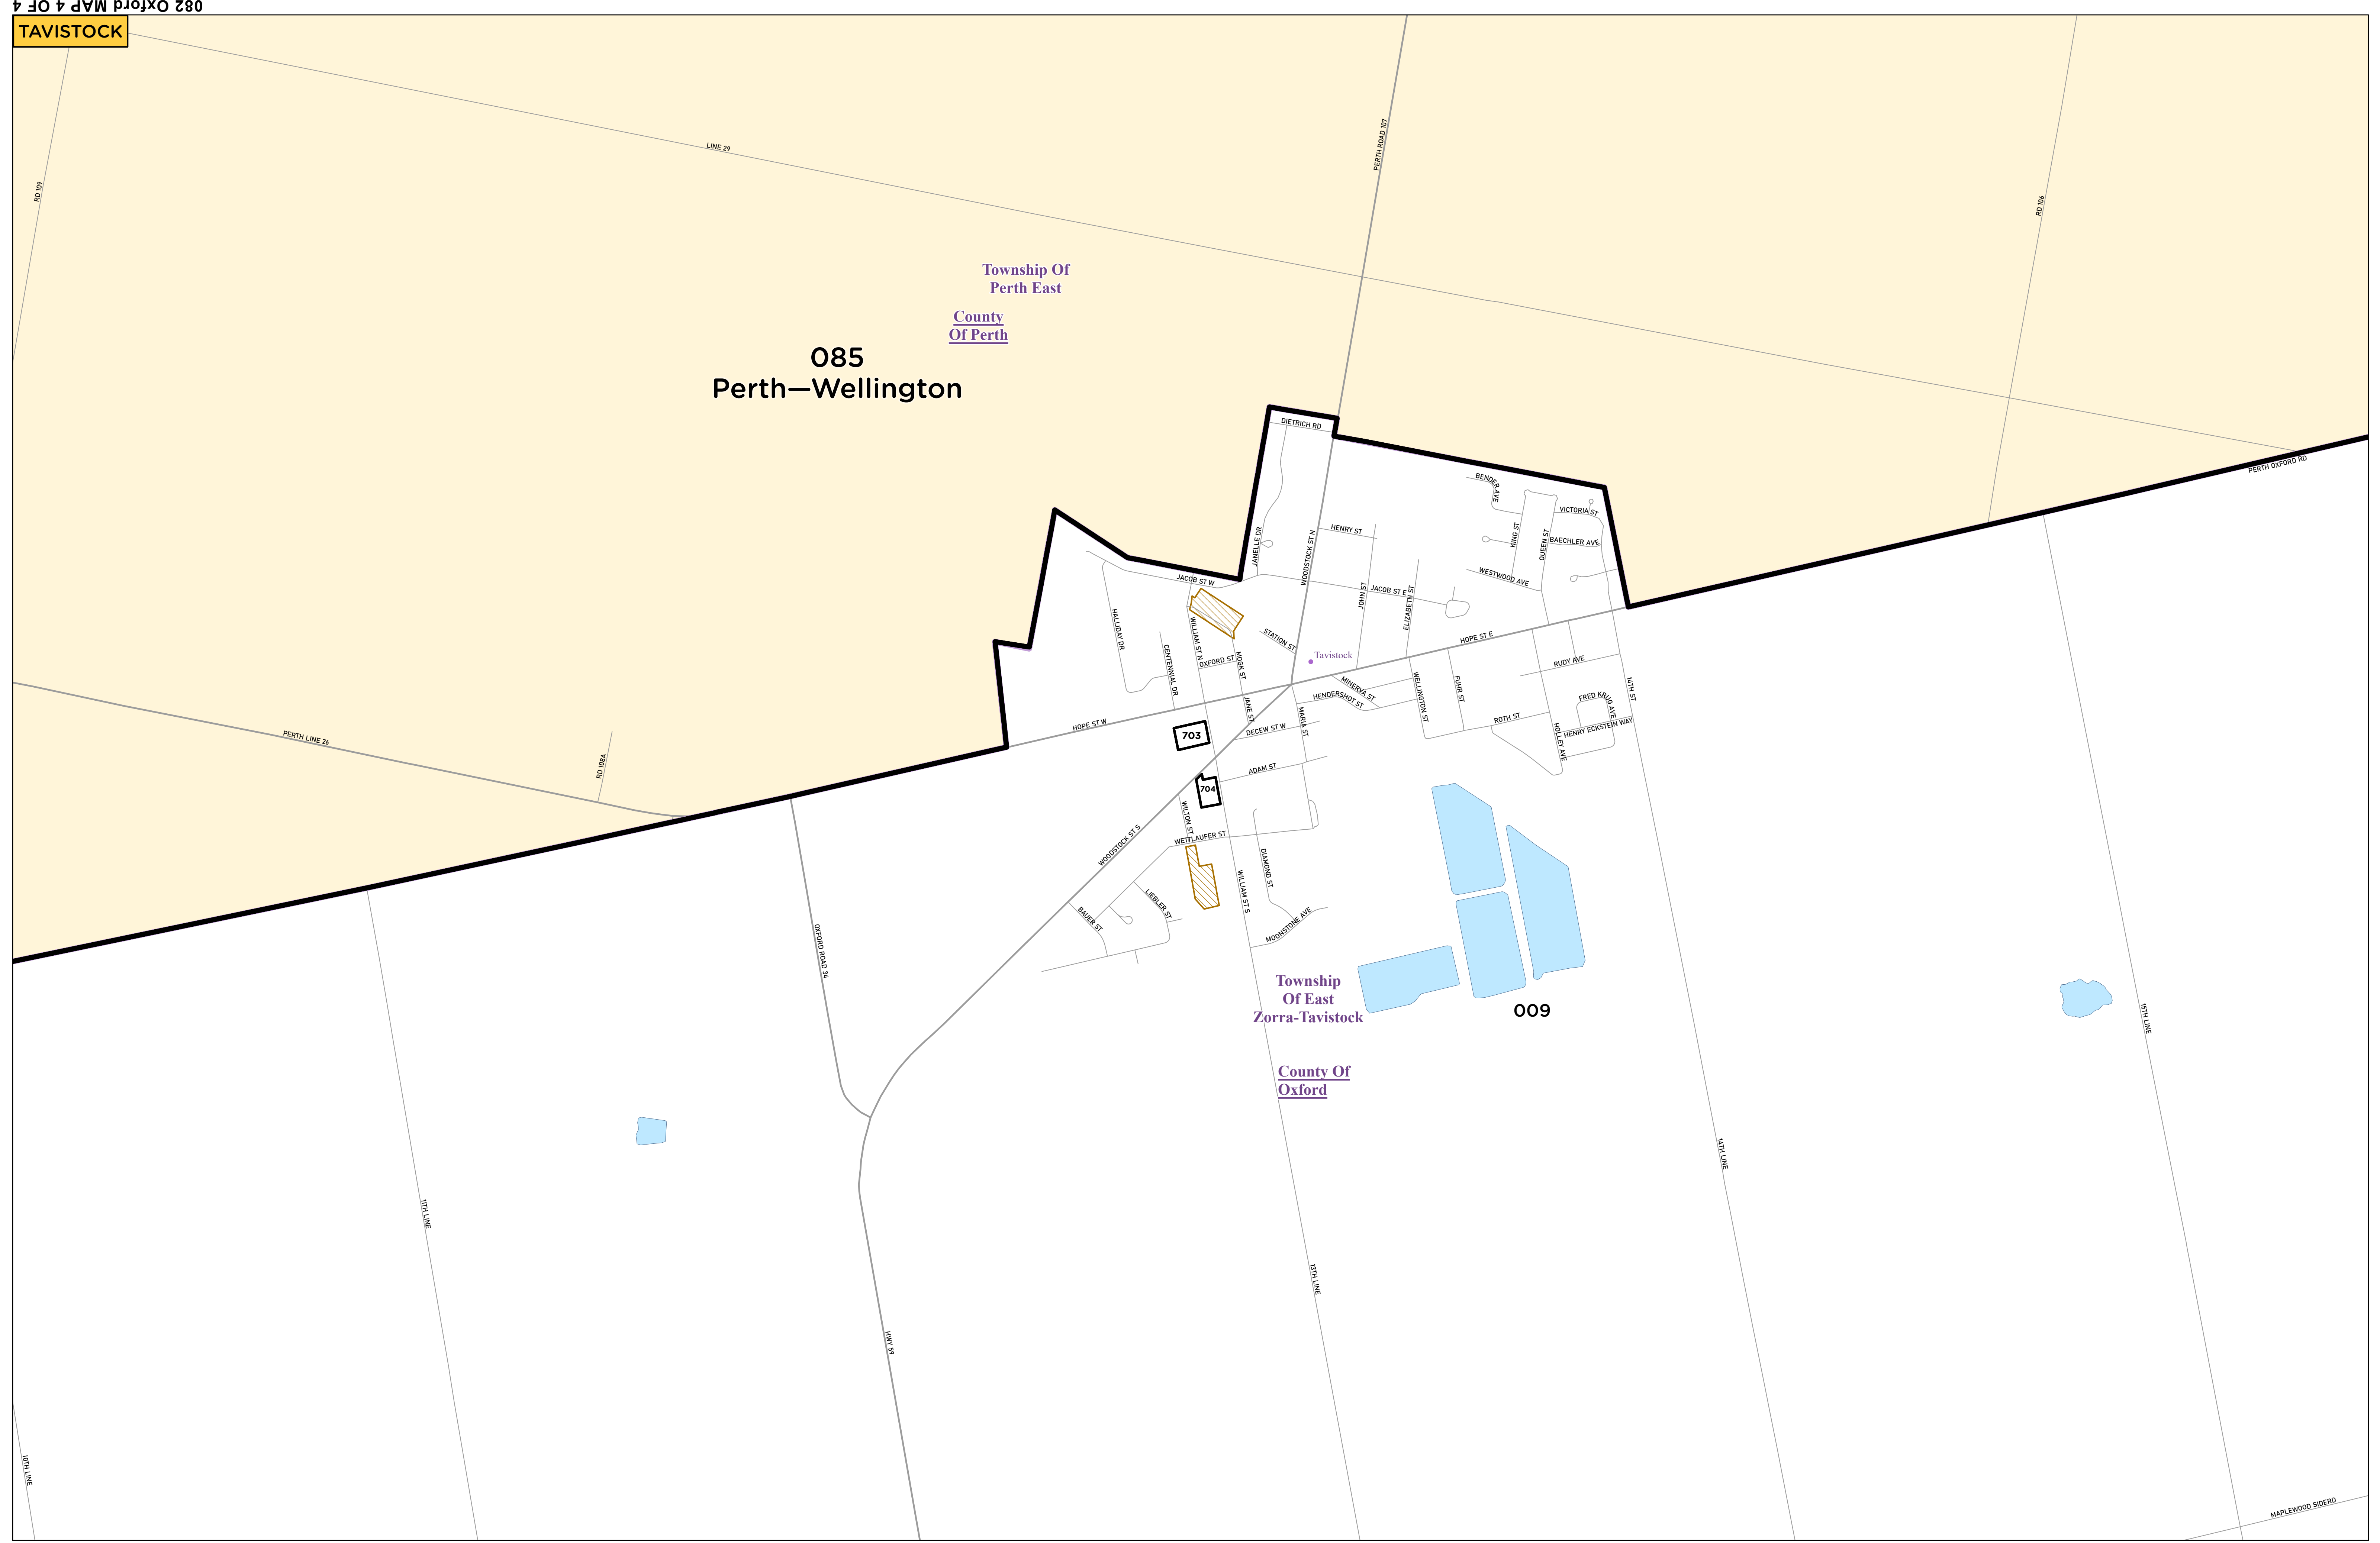 082 Oxford MAP 4 OF 4
TAVISTOCK
LINE 29
PERTH ROAD 107
RD 109
RD 106
Township Of
Perth East
County
Of Perth
085
Perth—Wellington
DIETRICH RD
PERTH OXFORD RD
BENDER AVE
VICTORIA ST
HENRY ST
KING ST
QUEEN ST
BAECHLER AVE
JANELLE DR
WOODSTOCK ST N
WESTWOOD AVE
JACOB ST W
JACOB ST E
JOHN ST
ELIZABETH ST
HALLIDAY DR
WILLIAM ST N
STATION ST
HOPE ST E
CENTENNIAL DR
OXFORD ST
MOGK ST
Tavistock
RUDY AVE
MINERVA ST
HENDERSHOT ST
WELLINGTON ST
FUHR ST
14TH ST
FRED KRUG AVE
JANE ST
MARIA ST
ROTH ST
HOLLEY AVE
HENRY ECKSTEIN WAY
HOPE ST W
DECEW ST W
703
PERTH LINE 26
RD 108A
ADAM ST
704
WILTON ST
WETTLAUFER ST
WOODSTOCK ST S
DIAMOND ST
WILLIAM ST S
LIEBLER ST
BAUER ST
MOONSTONE AVE
OXFORD ROAD 34
Township
Of East
Zorra-Tavistock
009
15TH LINE
County Of
Oxford
14TH LINE
11TH LINE
13TH LINE
HWY 59
10TH LINE
MAPLEWOOD SIDERD